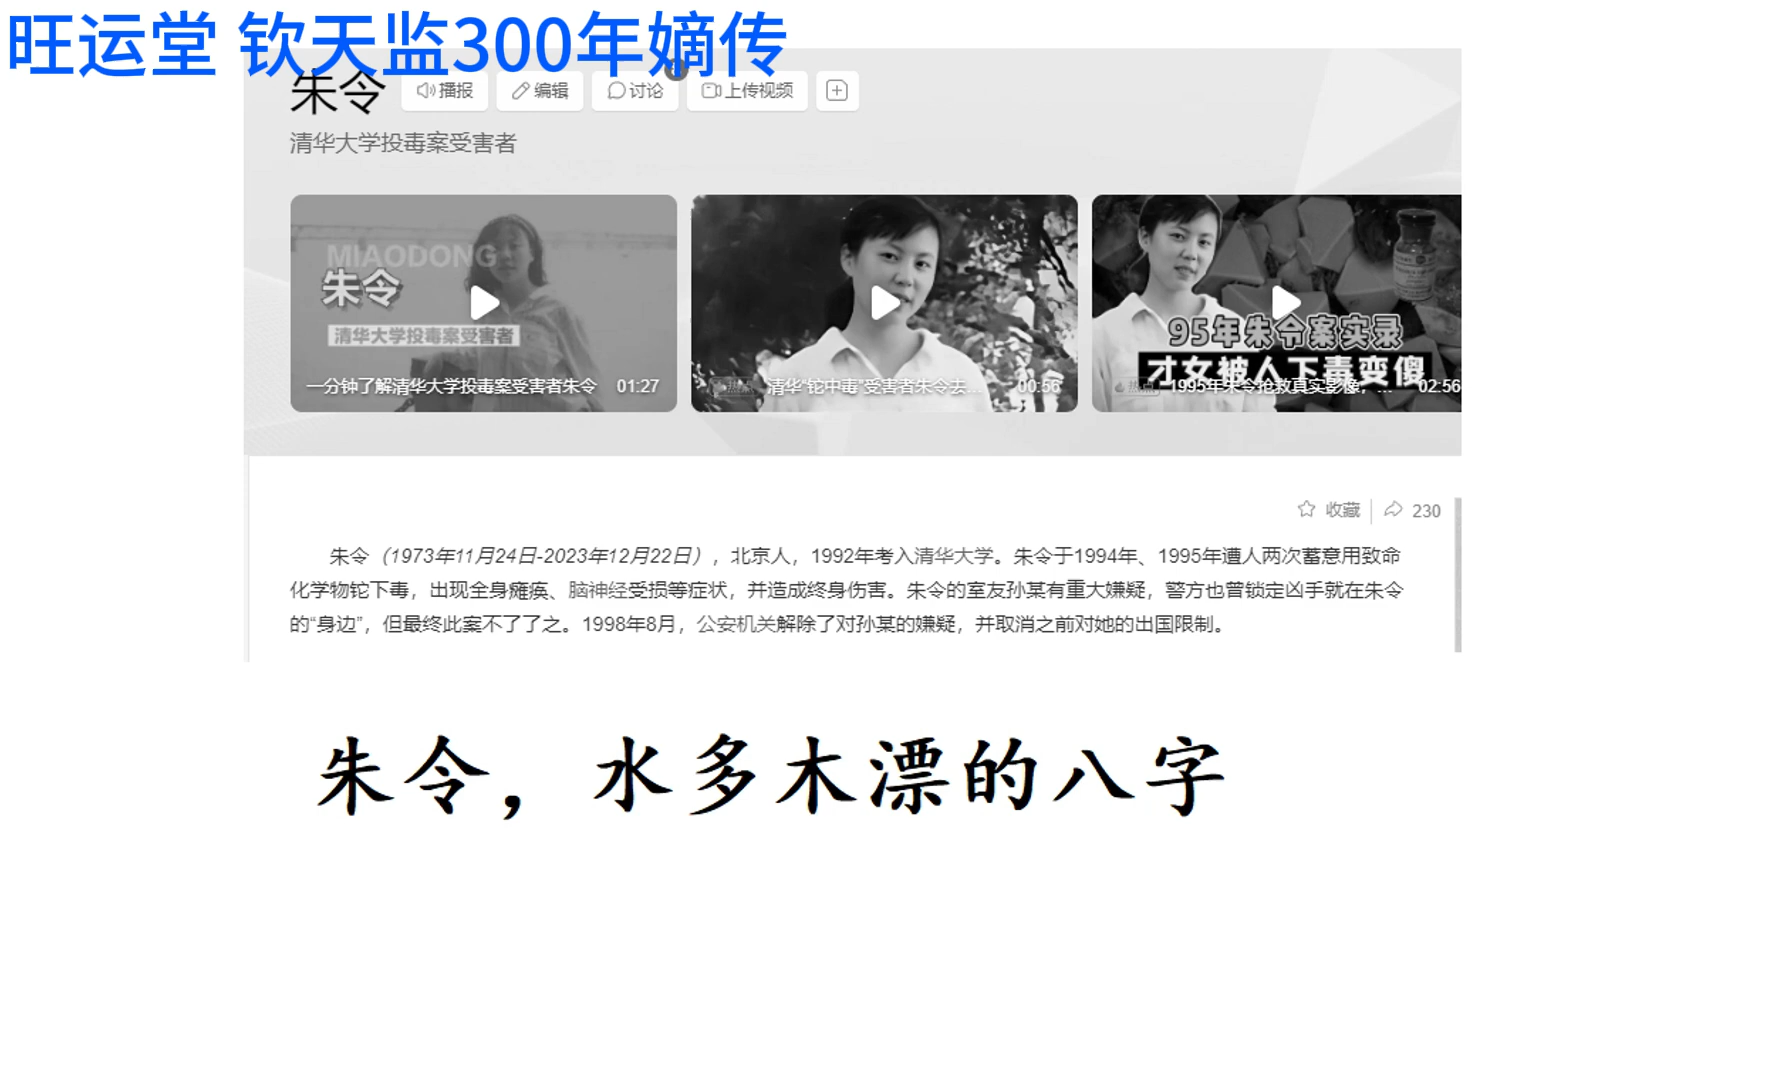 旺运堂 钦天监300年嫡传
朱令 播报 编辑 讨论 上传视频
清华大学投毒案受害者
MIAODONG
朱令
清华大学投毒案受害者
一分钟了解清华大学投毒案受害者朱令 01:27
热点 清华“铊中毒”受害者朱令去... 00:56
95年朱令案实录
才女被人下毒变傻
热点 1995年朱令抢救真实影像，... 02:56
收藏 230
朱令（1973年11月24日-2023年12月22日），北京人，1992年考入清华大学。朱令于1994年、1995年遭人两次蓄意用致命
化学物铊下毒，出现全身瘫痪、脑神经受损等症状，并造成终身伤害。朱令的室友孙某有重大嫌疑，警方也曾锁定凶手就在朱令
的“身边”，但最终此案不了了之。1998年8月，公安机关解除了对孙某的嫌疑，并取消之前对她的出国限制。
朱令，水多木漂的八字